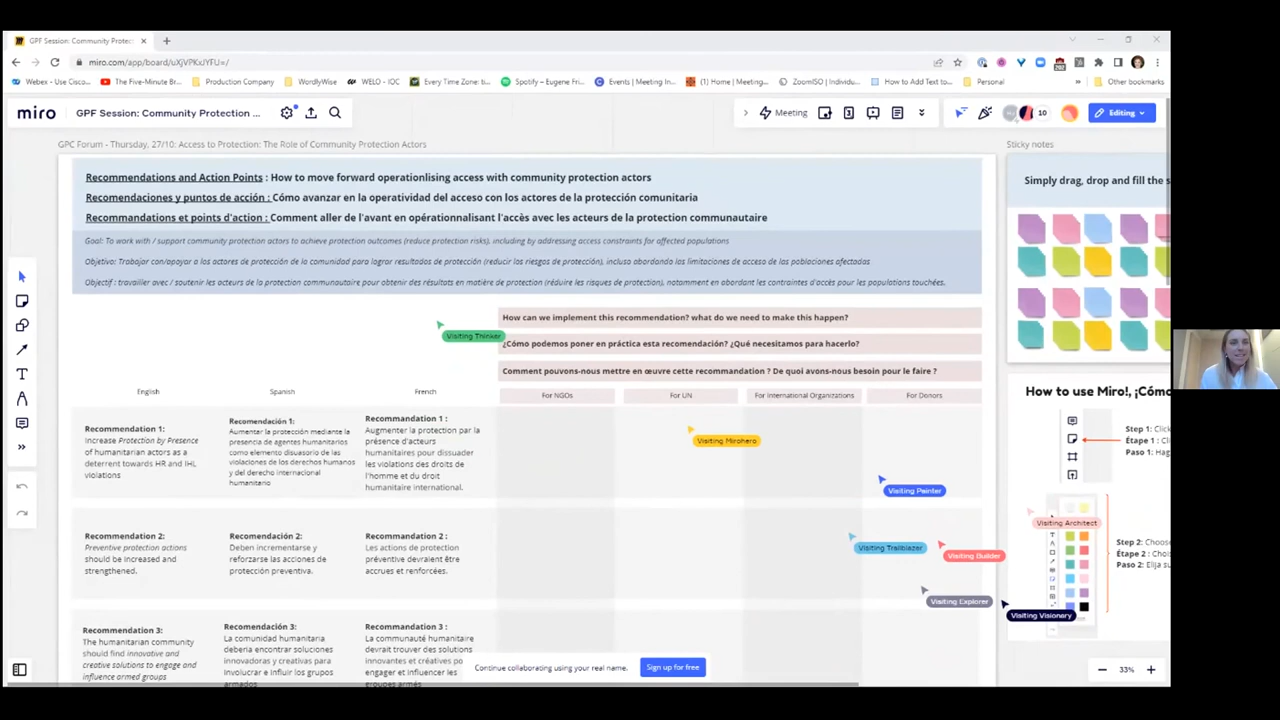 GPF Session: Community Protec
miro.com/app/board/uXjVPKxJYFU=/
Webex - Use Cisco...
The Five-Minute Br...
Production Company
WordlyWise
WELO – IOC
Every Time Zone: b...
Spotify – Eugene Fri...
Events | Meeting In...
(1) Home | Meeting...
ZoomISO | Individu...
How to Add Text to...
Personal
Other bookmarks
miro
GPF Session: Community Protection ...
Meeting
10
Editing
GPC Forum - Thursday, 27/10: Access to Protection: The Role of Community Protection Actors
Sticky notes
Recommendations and Action Points : How to move forward operationlising access with community protection actors
Recomendaciones y puntos de acción : Cómo avanzar en la operatividad del acceso con los actores de la protección comunitaria
Recommandations et points d'action : Comment aller de l'avant en opérationnalisant l'accès avec les acteurs de la protection communautaire
Simply drag, drop and fill the s
Goal: To work with / support community protection actors to achieve protection outcomes (reduce protection risks), including by addressing access constraints for affected populations
Objetivo: Trabajar con/apoyar a los actores de protección de la comunidad para lograr resultados de protección (reducir los riesgos de protección), incluso abordando las limitaciones de acceso de las poblaciones afectadas
Objectif : travailler avec / soutenir les acteurs de la protection communautaire pour obtenir des résultats en matière de protection (réduire les risques de protection), notamment en abordant les contraintes d'accès pour les populations touchées.
How can we implement this recommendation? what do we need to make this happen?
Visiting Thinker
¿Cómo podemos poner en práctica esta recomendación? ¿Qué necesitamos para hacerlo?
Comment pouvons-nous mettre en œuvre cette recommandation ? De quoi avons-nous besoin pour le faire ?
English
Spanish
French
For NGOs
For UN
For International Organizations
For Donors
How to use Miro!, ¡Cómo
Recommendation 1:
Increase Protection by Presence
of humanitarian actors as a
deterrent towards HR and IHL
violations
Recomendación 1:
Aumentar la protección mediante la
presencia de agentes humanitarios
como elemento disuasorio de las
violaciones de los derechos humanos
y del derecho internacional
humanitario
Recommandation 1 :
Augmenter la protection par la
présence d'acteurs
humanitaires pour dissuader
les violations des droits de
l'homme et du droit
humanitaire international.
Visiting Mirohero
Visiting Painter
Step 1: Clic
Étape 1 : Cli
Paso 1: Hag
Visiting Architect
Recommendation 2:
Preventive protection actions
should be increased and
strengthened.
Recomendación 2:
Deben incrementarse y
reforzarse las acciones de
protección preventiva.
Recommandation 2 :
Les actions de protection
préventive devraient être
accrues et renforcées.
Visiting Trailblazer
Visiting Builder
Visiting Explorer
Visiting Visionary
Step 2: Choose
Étape 2 : Choi
Paso 2: Elija su
Recommendation 3:
The humanitarian community
should find innovative and
creative solutions to engage and
influence armed groups
Recomendación 3:
La comunidad humanitaria
debería encontrar soluciones
innovadoras y creativas para
involucrar e influir los grupos
armados
Recommandation 3 :
La communauté humanitaire
devrait trouver des solutions
innovantes et créatives po
engager et influencer les
groupes armés
Continue collaborating using your real name.
Sign up for free
33%